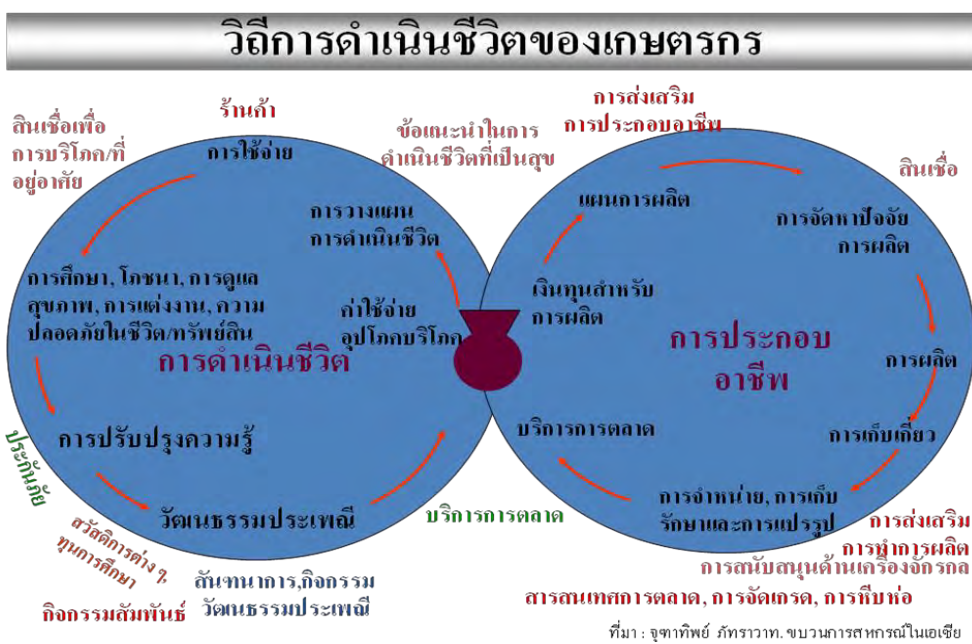 วิถีการดำเนินชีวิตของเกษตรกร
สินเชื่อเพื่อ
การบริโภค/ที่
อยู่อาศัย
ร้านค้า
การใช้จ่าย
ข้อแนะนำในการ
ดำเนินชีวิตที่เป็นสุข
การวางแผน
การดำเนินชีวิต
การศึกษา, โภชนา, การดูแล
สุขภาพ, การแต่งงาน, ความ
ปลอดภัยในชีวิต/ทรัพย์สิน
ค่าใช้จ่าย
อุปโภคบริโภค
การดำเนินชีวิต
การปรับปรุงความรู้
ประกันภัย
วัฒนธรรมประเพณี
สวัสดิการต่าง ๆ,
ทุนการศึกษา
สันทนาการ,กิจกรรม
วัฒนธรรมประเพณี
กิจกรรมสัมพันธ์
บริการการตลาด
การส่งเสริม
การประกอบอาชีพ
สินเชื่อ
แผนการผลิต
การจัดหาปัจจัย
การผลิต
เงินทุนสำหรับ
การผลิต
การประกอบ
อาชีพ
การผลิต
บริการการตลาด
การเก็บเกี่ยว
การจำหน่าย, การเก็บ
รักษาและการแปรรูป
การส่งเสริม
การทำการผลิต
การสนับสนุนด้านเครื่องจักรกล
สารสนเทศการตลาด, การจัดเกรด, การหีบห่อ
ที่มา : จุฑาทิพย์ ภัทราวาท. ขบวนการสหกรณ์ในเอเชีย